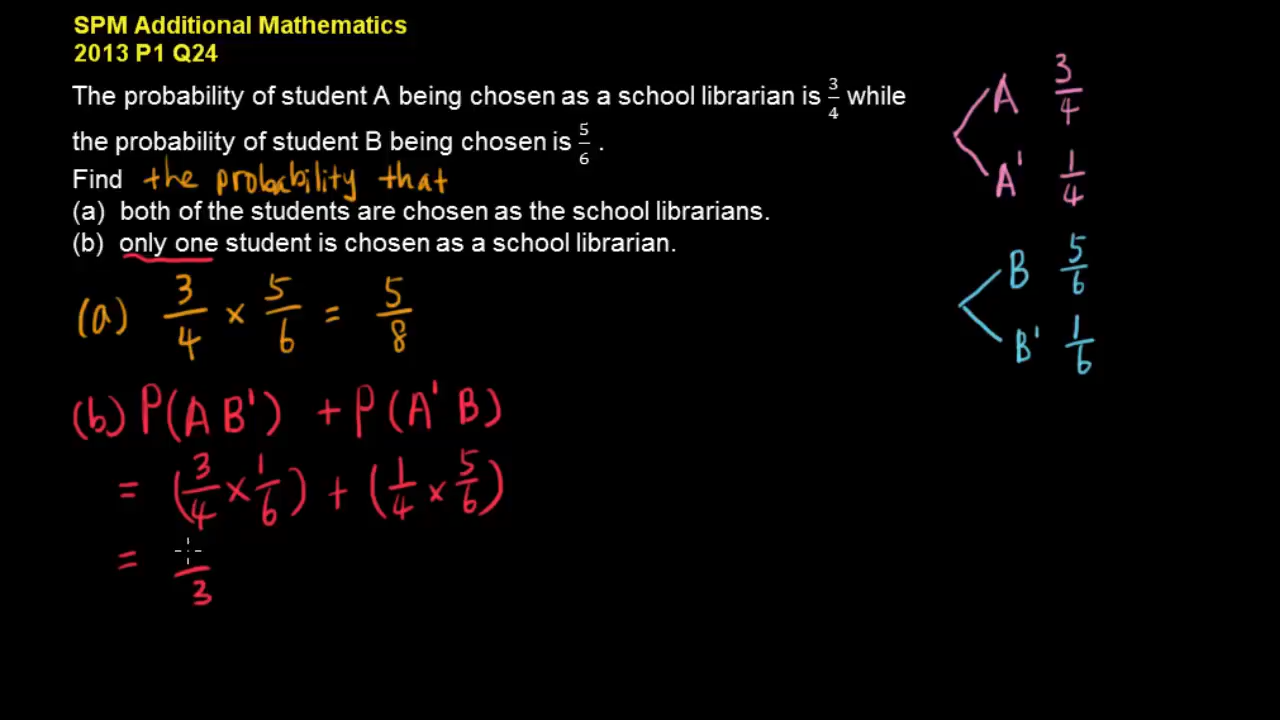 SPM Additional Mathematics
2013 P1 Q24
The probability of student A being chosen as a school librarian is 3/4 while
the probability of student B being chosen is 5/6 .
Find the probability that
(a) both of the students are chosen as the school librarians.
(b) only one student is chosen as a school librarian.
(a) 3/4 × 5/6 = 5/8
(b) P(A B') + P(A' B)
= (3/4 × 1/6) + (1/4 × 5/6)
= /3
A 3/4
A' 1/4
B 5/6
B' 1/6